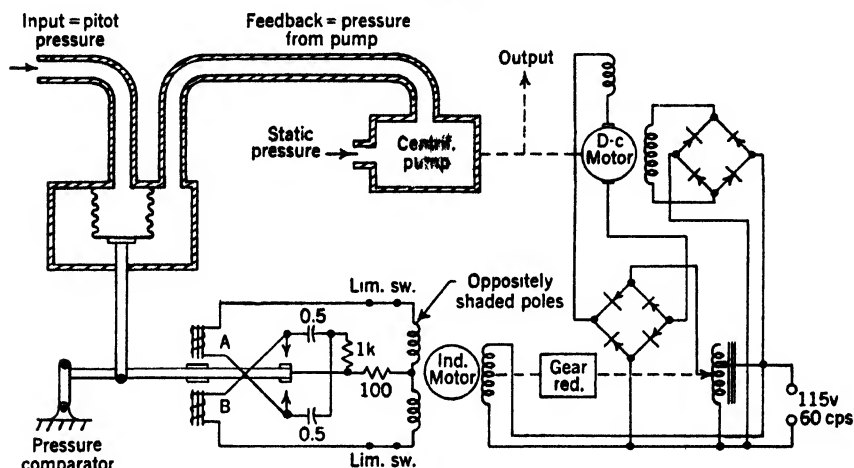 Input = pitot
pressure
Feedback = pressure
from pump
Output
Static
pressure
Centrif.
pump
D-c
Motor
Lim. sw.
Oppositely
shaded poles
0.5
A
1k
100
Ind.
Motor
Gear
red.
B
0.5
115v
60 cps
Lim. sw.
Pressure
comparator